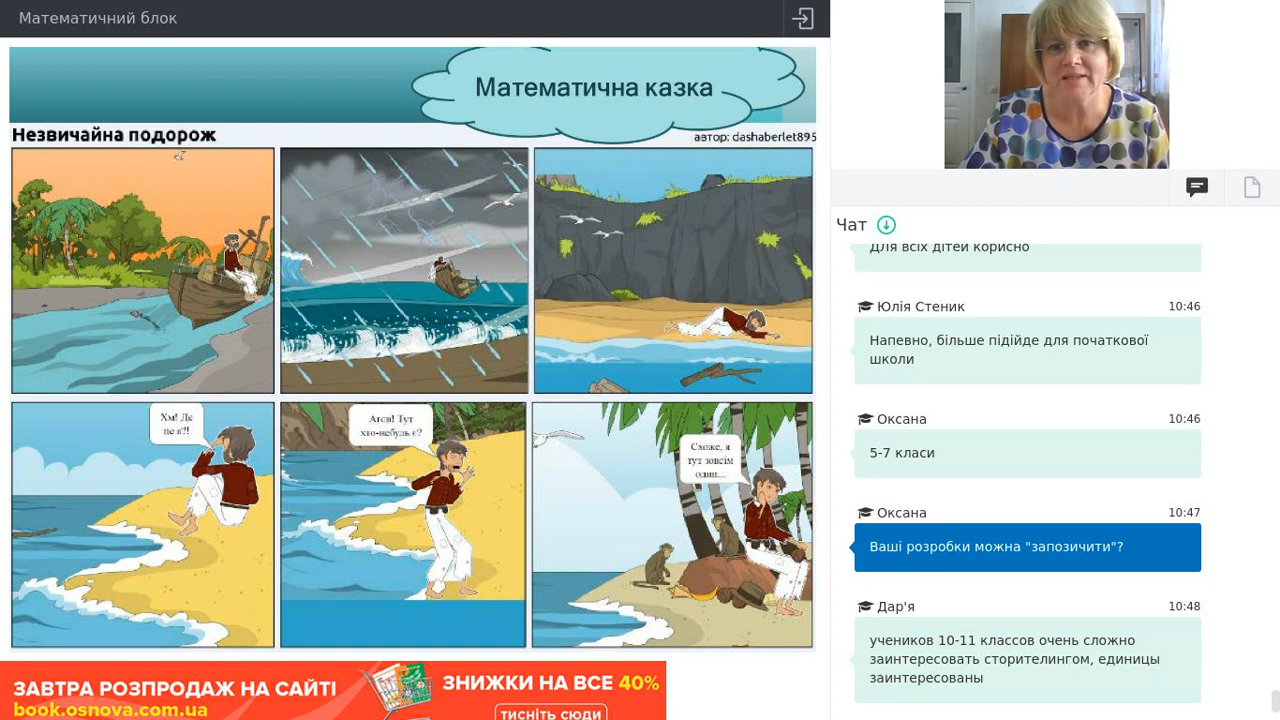 Математичний блок
Математична казка
Незвичайна подорож
автор: dashaberlet895
Хм! Де
це я?!
Агов! Тут
хто-небудь є?
Схоже, я
тут зовсім
один...
ЗАВТРА РОЗПРОДАЖ НА САЙТІ
book.osnova.com.ua
ЗНИЖКИ НА ВСЕ 40%
тисніть сюди
Чат
Для всіх дітей корисно
Юлія Стеник 10:46
Напевно, більше підійде для початкової
школи
Оксана 10:46
5-7 класи
Оксана 10:47
Ваші розробки можна "запозичити"?
Дар'я 10:48
учеников 10-11 классов очень сложно
заинтересовать сторителингом, единицы
заинтересованы